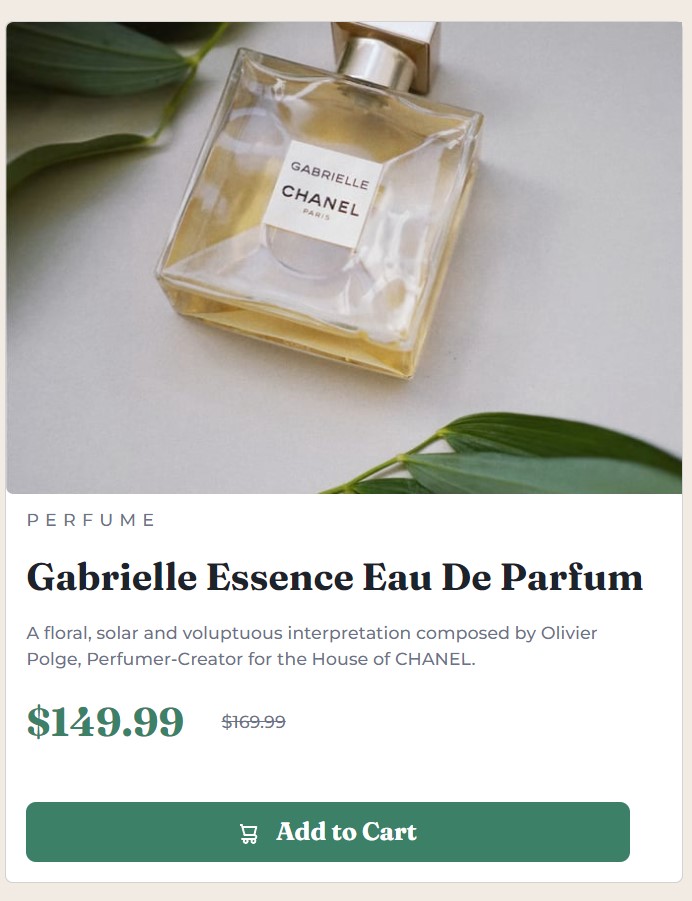 GABRIELLE
CHANEL
PARIS
PERFUME
Gabrielle Essence Eau De Parfum
A floral, solar and voluptuous interpretation composed by Olivier
Polge, Perfumer-Creator for the House of CHANEL.
$149.99 $169.99
Add to Cart